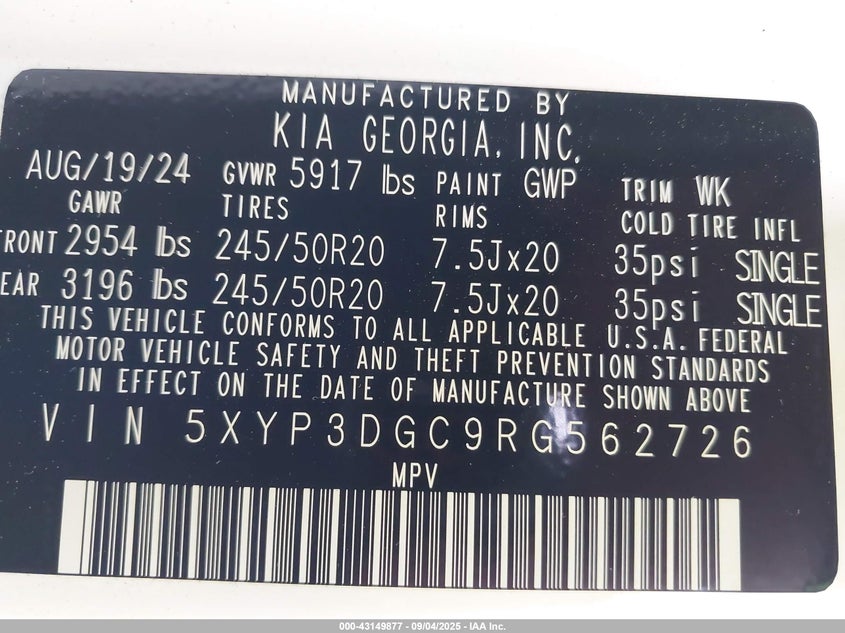 MANUFACTURED BY
KIA GEORGIA, INC.
AUG/19/24 GVWR 5917 lbs PAINT GWP TRIM WK
GAWR TIRES RIMS COLD TIRE INFL
FRONT 2954 lbs 245/50R20 7.5Jx20 35psi SINGLE
EAR 3196 lbs 245/50R20 7.5Jx20 35psi SINGLE
THIS VEHICLE CONFORMS TO ALL APPLICABLE U.S.A. FEDERAL
MOTOR VEHICLE SAFETY AND THEFT PREVENTION STANDARDS
IN EFFECT ON THE DATE OF MANUFACTURE SHOWN ABOVE
VIN 5XYP3DGC9RG562726
MPV
000-43149877 - 09/04/2025 - IAA Inc.